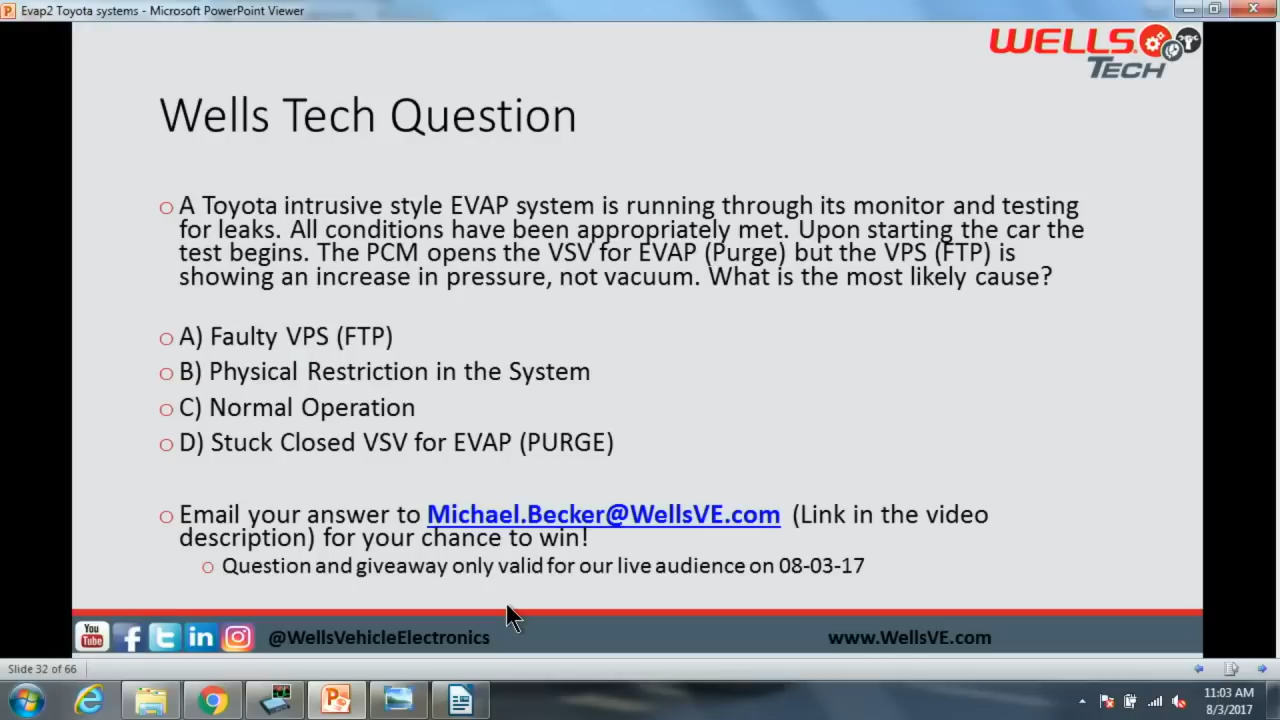 Evap2 Toyota systems - Microsoft PowerPoint Viewer
WELLS
TECH
Wells Tech Question
A Toyota intrusive style EVAP system is running through its monitor and testing
for leaks. All conditions have been appropriately met. Upon starting the car the
test begins. The PCM opens the VSV for EVAP (Purge) but the VPS (FTP) is
showing an increase in pressure, not vacuum. What is the most likely cause?
A) Faulty VPS (FTP)
B) Physical Restriction in the System
C) Normal Operation
D) Stuck Closed VSV for EVAP (PURGE)
Email your answer to Michael.Becker@WellsVE.com (Link in the video
description) for your chance to win!
Question and giveaway only valid for our live audience on 08-03-17
You
Tube
@WellsVehicleElectronics
www.WellsVE.com
Slide 32 of 66
11:03 AM
8/3/2017